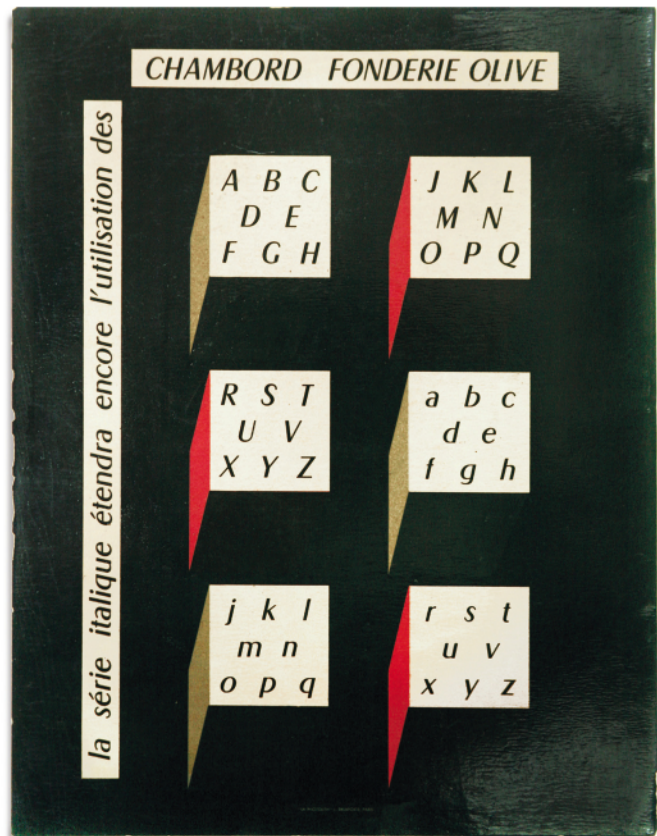 CHAMBORD FONDERIE OLIVE
la série italique étendra encore l'utilisation des
A B C
D E
F G H
J K L
M N
O P Q
R S T
U V
X Y Z
a b c
d e
f g h
j k l
m n
o p q
r s t
u v
x y z